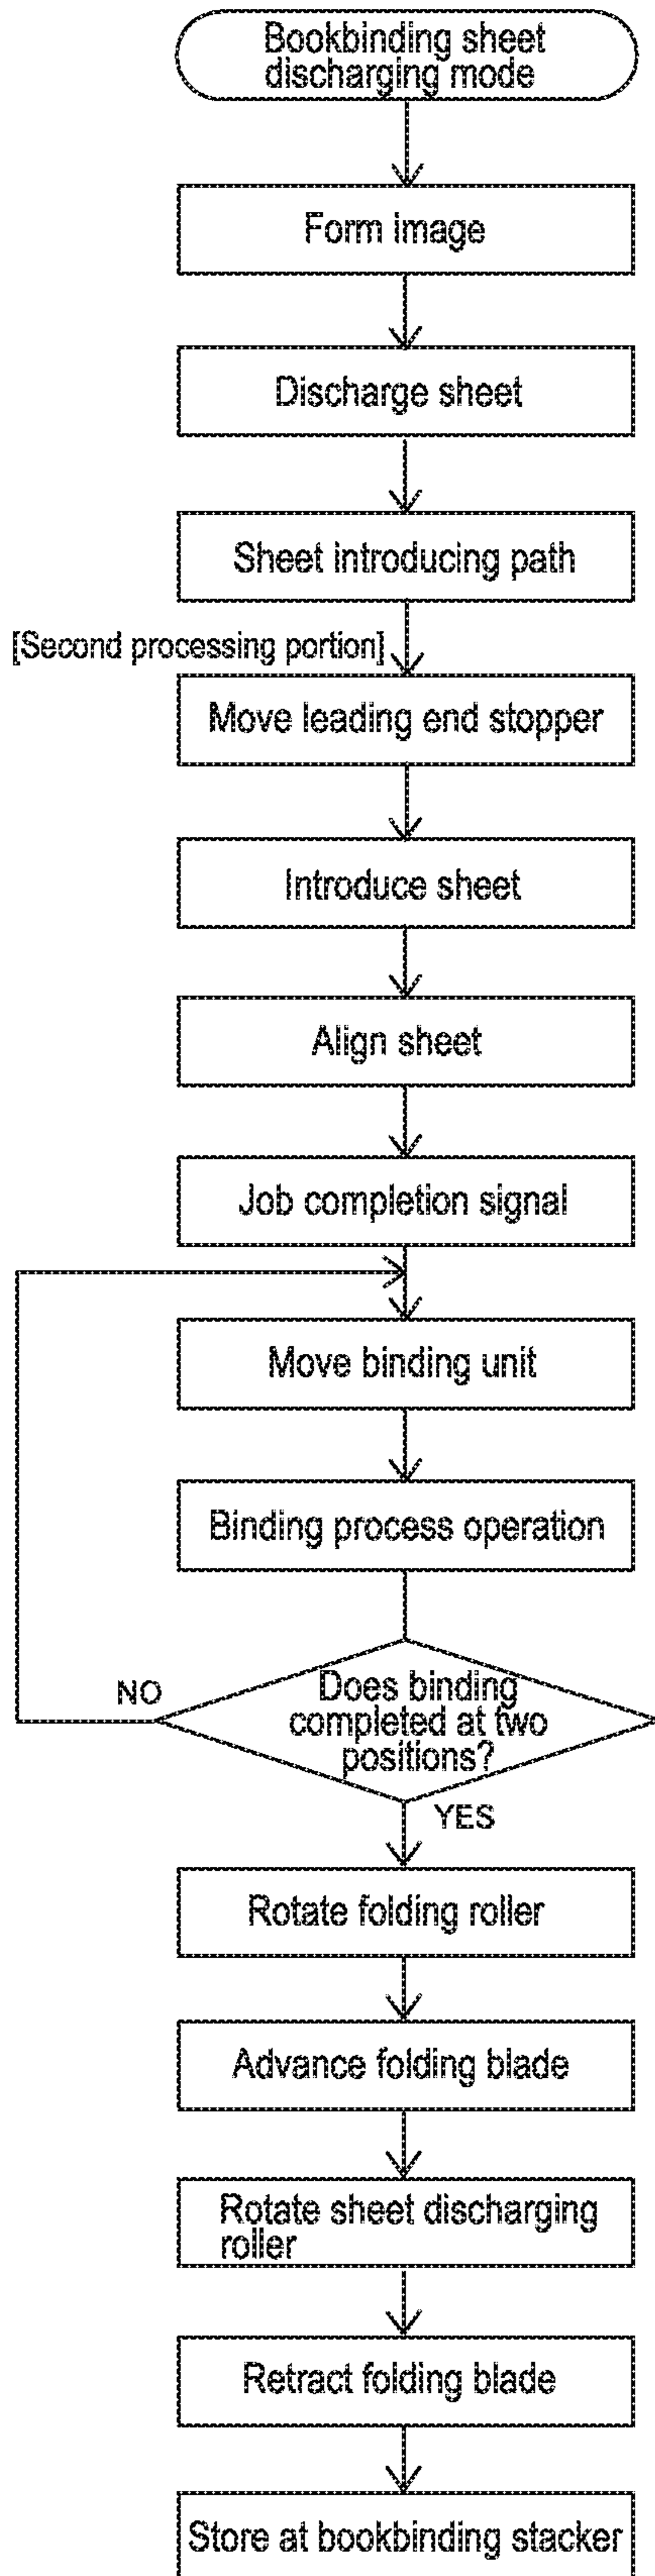 Bookbinding sheet
discharging mode
Form image
Discharge sheet
Sheet introducing path
[Second processing portion]
Move leading end stopper
Introduce sheet
Align sheet
Job completion signal
Move binding unit
Binding process operation
Does binding
completed at two
positions?
NO
YES
Rotate folding roller
Advance folding blade
Rotate sheet discharging
roller
Retract folding blade
Store at bookbinding stacker